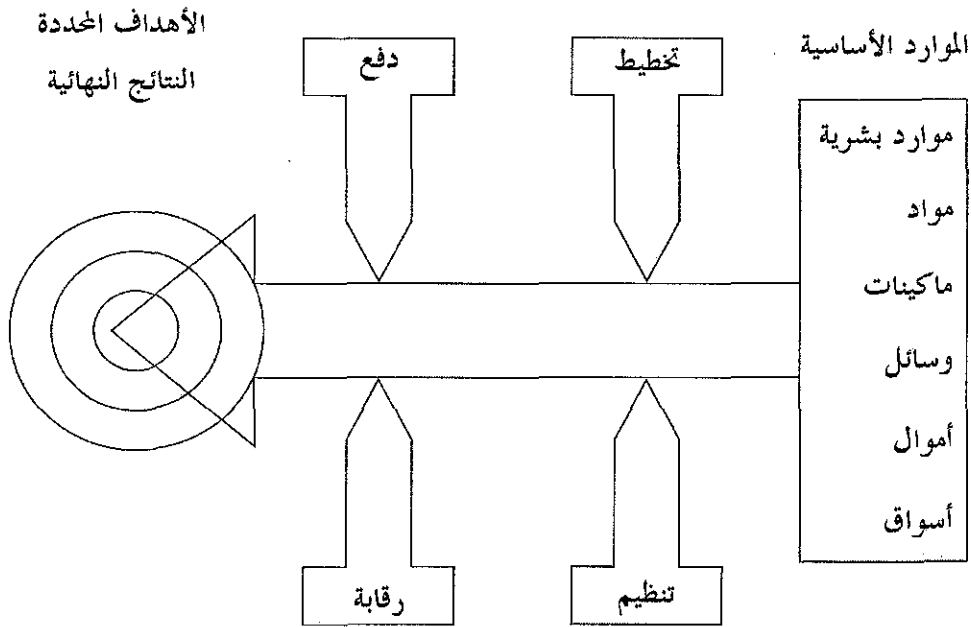 الموارد الأساسية
موارد بشرية
مواد
ماكينات
وسائل
أموال
أسواق
تخطيط
دفع
تنظيم
رقابة
الأهداف المحددة
النتائج النهائية